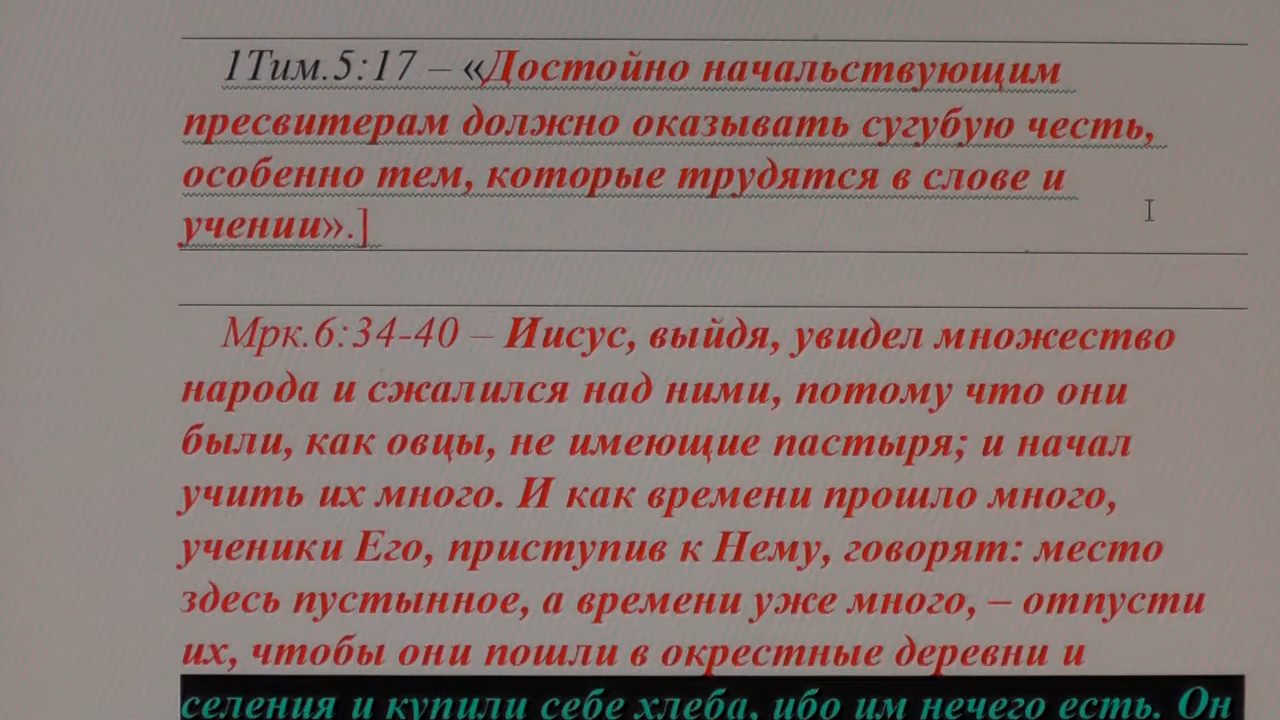 1Тим.5:17 – «Достойно начальствующим
пресвитерам должно оказывать сугубую честь,
особенно тем, которые трудятся в слове и
учении».]
Мрк.6:34-40 – Иисус, выйдя, увидел множество
народа и сжалился над ними, потому что они
были, как овцы, не имеющие пастыря; и начал
учить их много. И как времени прошло много,
ученики Его, приступив к Нему, говорят: место
здесь пустынное, а времени уже много, – отпусти
их, чтобы они пошли в окрестные деревни и
селения и купили себе хлеба, ибо им нечего есть. Он